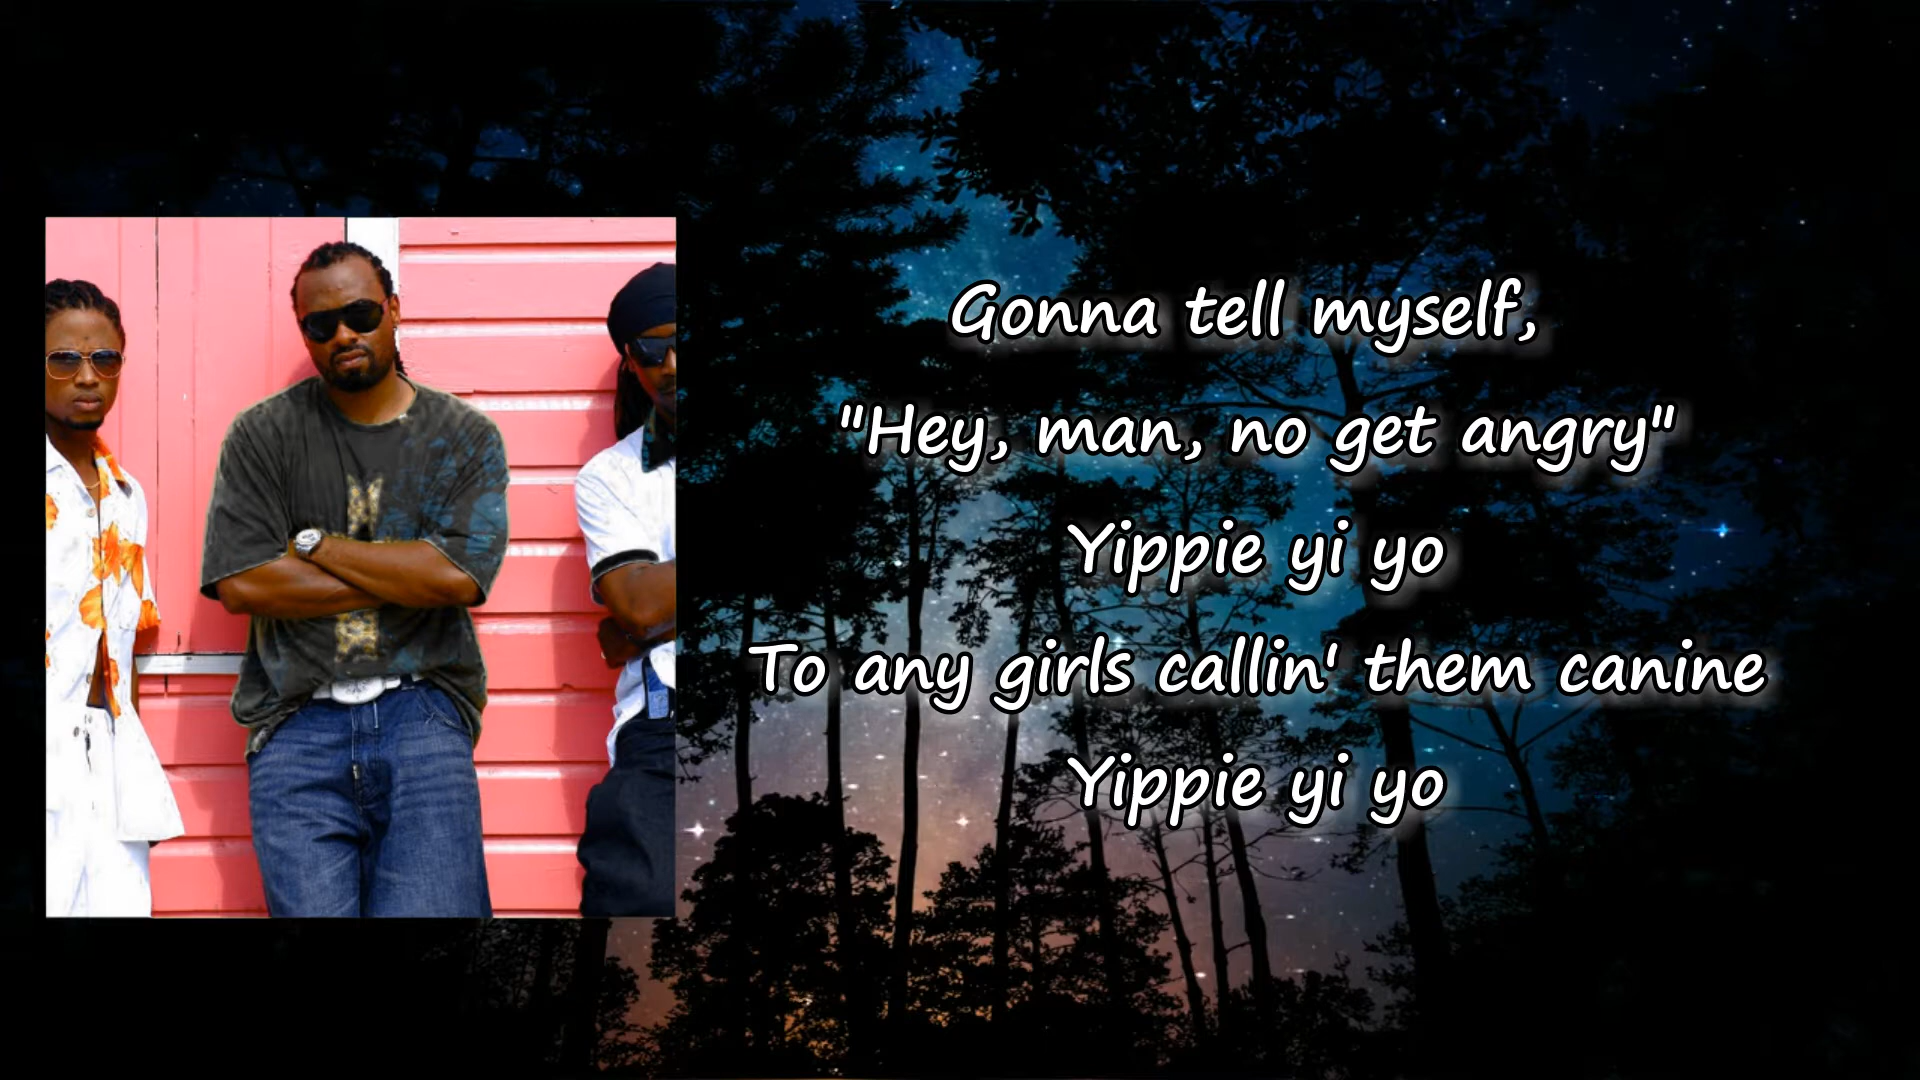 Gonna tell myself,
"Hey, man, no get angry"
Yippie yi yo
To any girls callin' them canine
Yippie yi yo